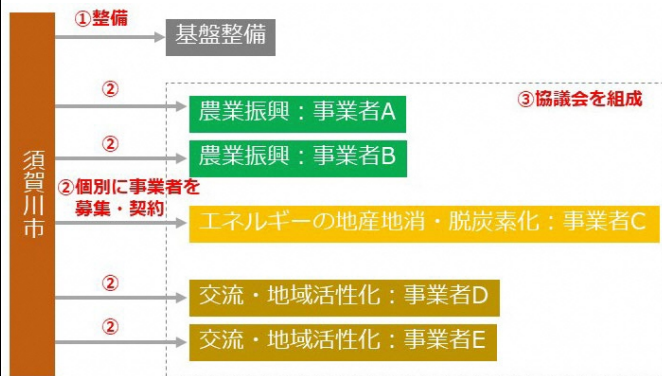 ①整備
基盤整備
②
③協議会を組成
農業振興：事業者A
②
農業振興：事業者B
須賀川市
②個別に事業者を
募集・契約
エネルギーの地産地消・脱炭素化：事業者C
②
交流・地域活性化：事業者D
②
交流・地域活性化：事業者E